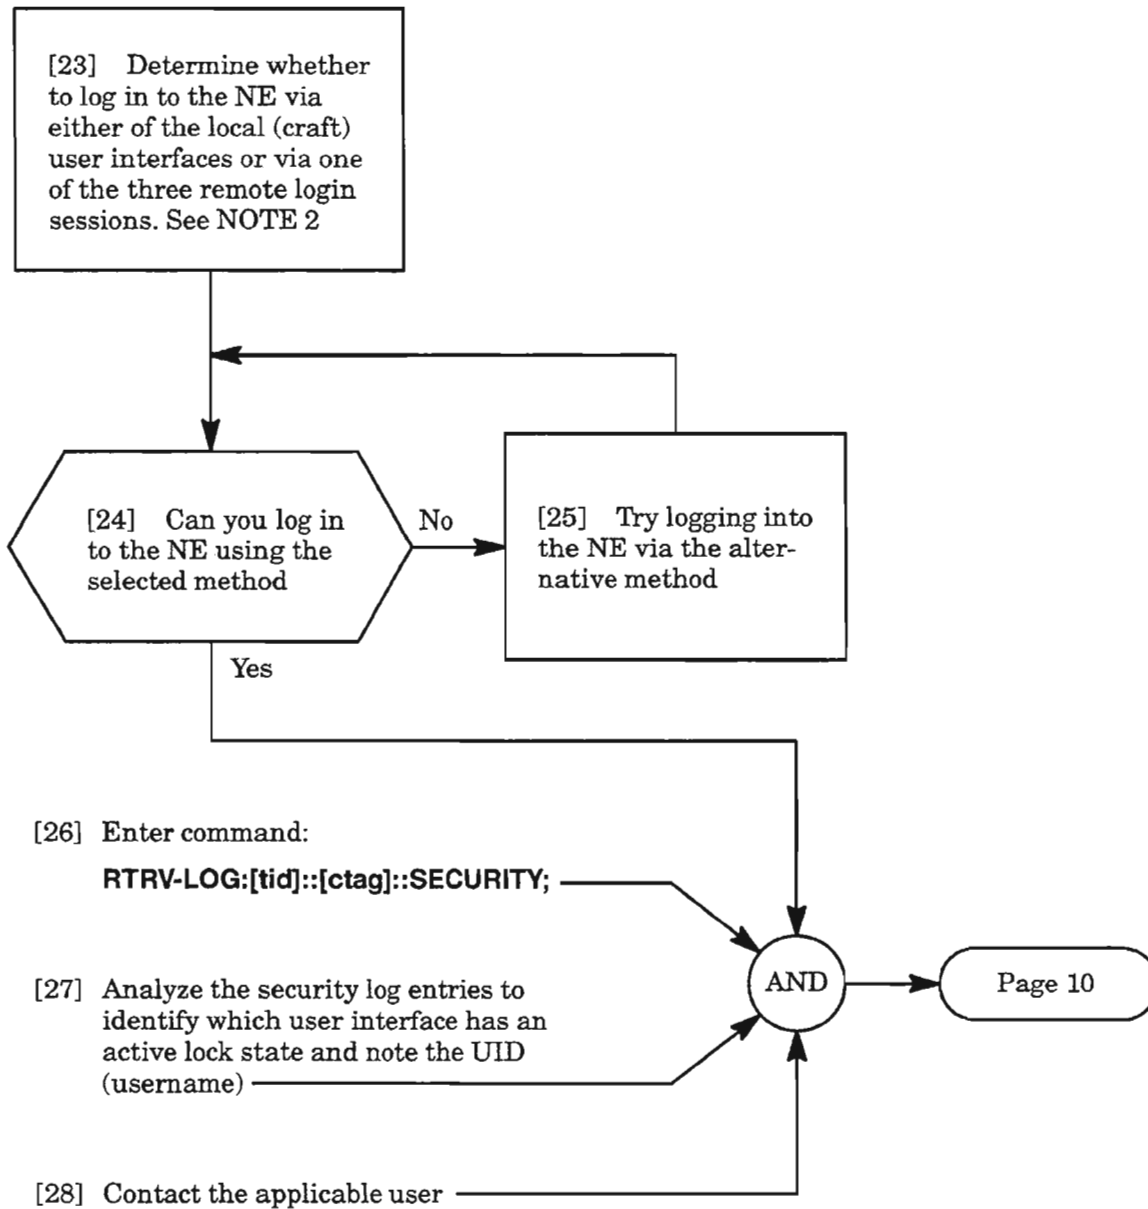 [23] Determine whether
to log in to the NE via
either of the local (craft)
user interfaces or via one
of the three remote login
sessions. See NOTE 2
[24] Can you log in
to the NE using the
selected method
No
[25] Try logging into
the NE via the alter-
native method
Yes
[26] Enter command:
RTRV-LOG:[tid]::[ctag]::SECURITY;
[27] Analyze the security log entries to
identify which user interface has an
active lock state and note the UID
(username)
AND
Page 10
[28] Contact the applicable user